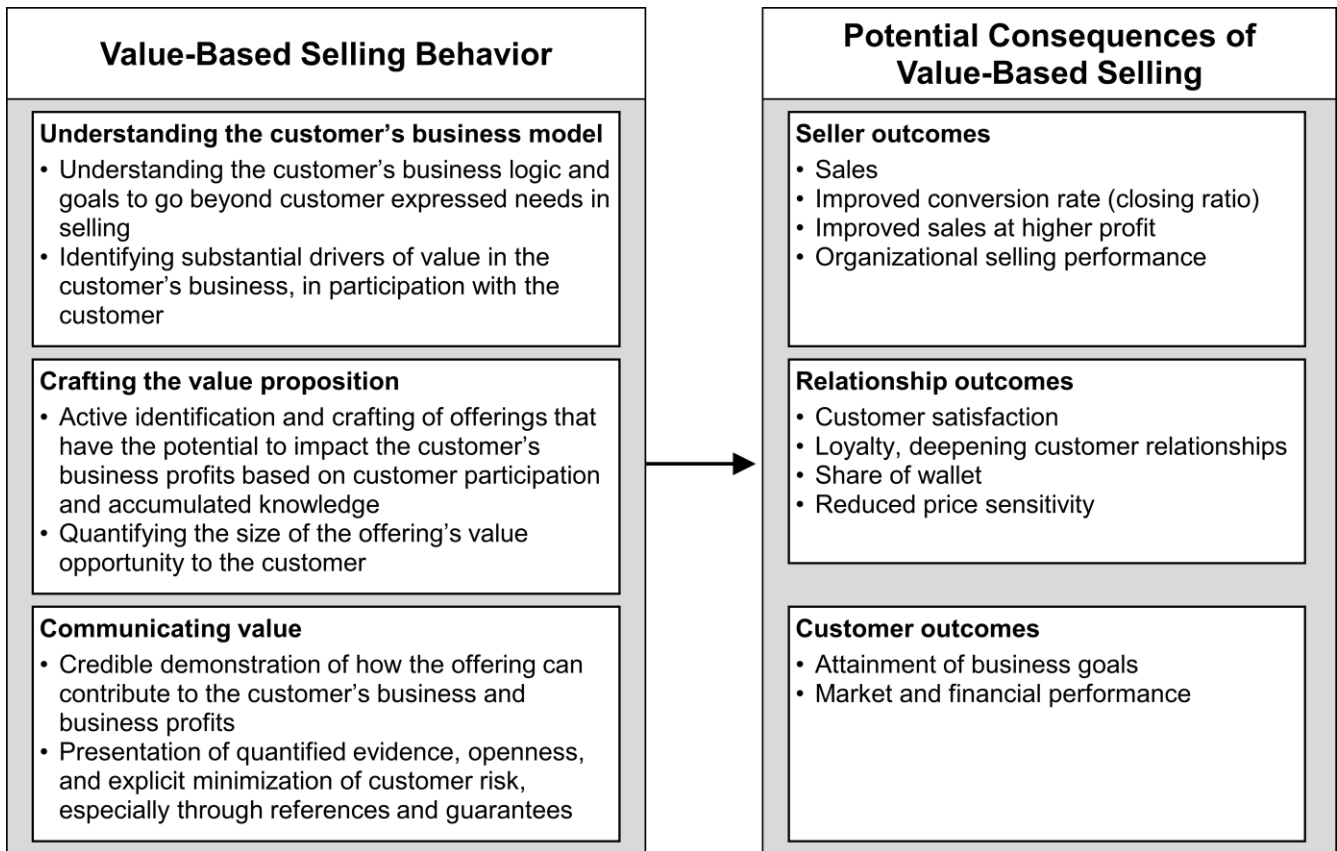 Value-Based Selling Behavior
Understanding the customer's business model
• Understanding the customer's business logic and
goals to go beyond customer expressed needs in
selling
• Identifying substantial drivers of value in the
customer's business, in participation with the
customer
Crafting the value proposition
• Active identification and crafting of offerings that
have the potential to impact the customer's
business profits based on customer participation
and accumulated knowledge
• Quantifying the size of the offering's value
opportunity to the customer
Communicating value
• Credible demonstration of how the offering can
contribute to the customer's business and
business profits
• Presentation of quantified evidence, openness,
and explicit minimization of customer risk,
especially through references and guarantees
Potential Consequences of
Value-Based Selling
Seller outcomes
• Sales
• Improved conversion rate (closing ratio)
• Improved sales at higher profit
• Organizational selling performance
Relationship outcomes
• Customer satisfaction
• Loyalty, deepening customer relationships
• Share of wallet
• Reduced price sensitivity
Customer outcomes
• Attainment of business goals
• Market and financial performance